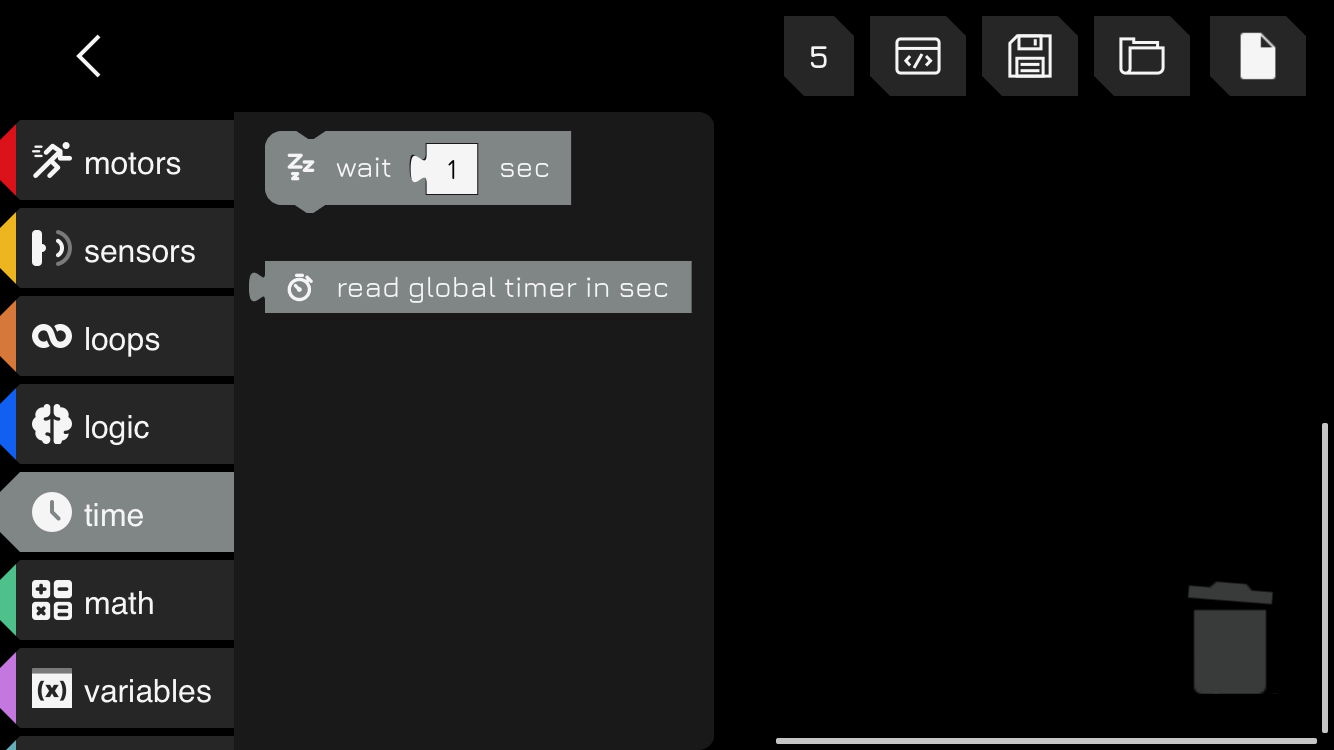 5
motors
sensors
loops
logic
time
math
(x) variables
wait 1 sec
read global timer in sec